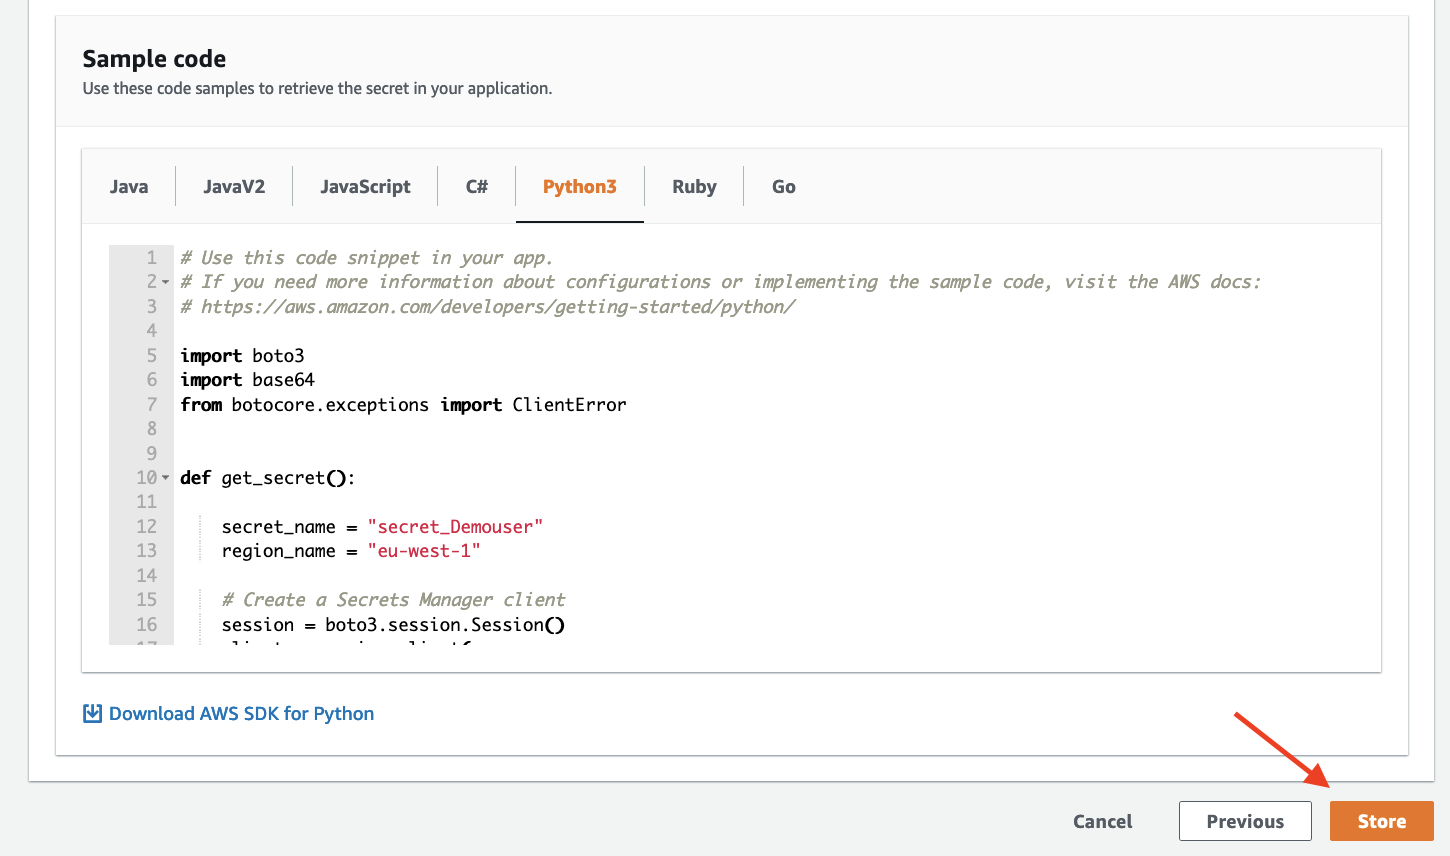 Sample code
Use these code samples to retrieve the secret in your application.
Java JavaV2 JavaScript C# Python3 Ruby Go
1 # Use this code snippet in your app.
2 # If you need more information about configurations or implementing the sample code, visit the AWS docs:
3 # https://aws.amazon.com/developers/getting-started/python/
4
5 import boto3
6 import base64
7 from botocore.exceptions import ClientError
8
9
10 def get_secret():
11
12 secret_name = "secret_Demouser"
13 region_name = "eu-west-1"
14
15 # Create a Secrets Manager client
16 session = boto3.session.Session()
Download AWS SDK for Python
Cancel Previous Store